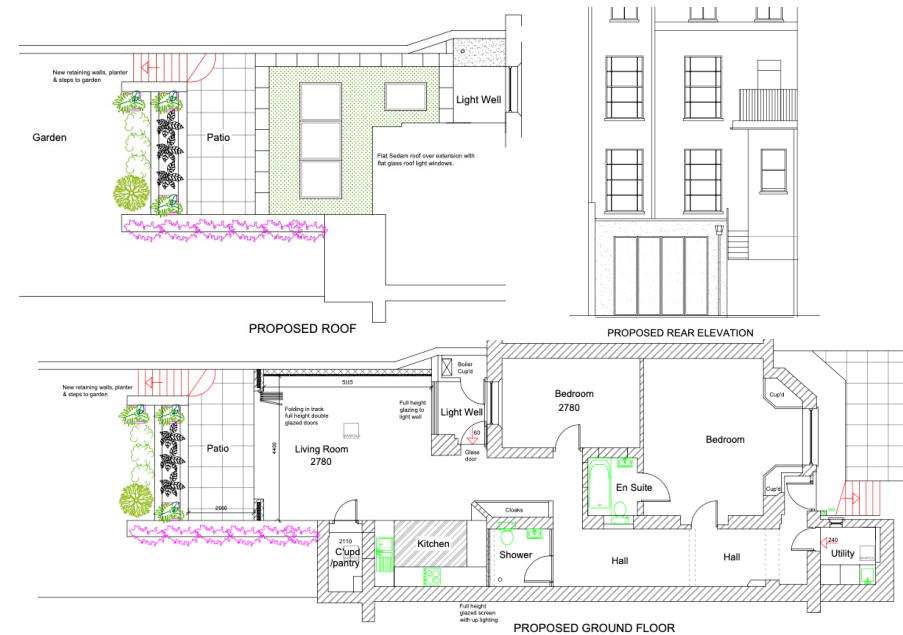 New retaining walls, planter
& steps to garden
Garden
Patio
Light Well
Flat Sedam roof over extension with
flat glass roof light windows.
PROPOSED ROOF
PROPOSED REAR ELEVATION
New retaining walls, planter
& steps to garden
5115
Folding in track
full height double
glazed doors
Full height
glazing to
light well
Boiler
Cup'd
Light Well
60
Glass
door
Bedroom
2780
Cup'd
Bedroom
Living Room
2780
4400
Patio
2000
En Suite
Cup'd
Cloaks
2110
C'upd
/pantry
Kitchen
Shower
Hall
Hall
240
Utility
Full height
glazed screen
with up lighting
PROPOSED GROUND FLOOR